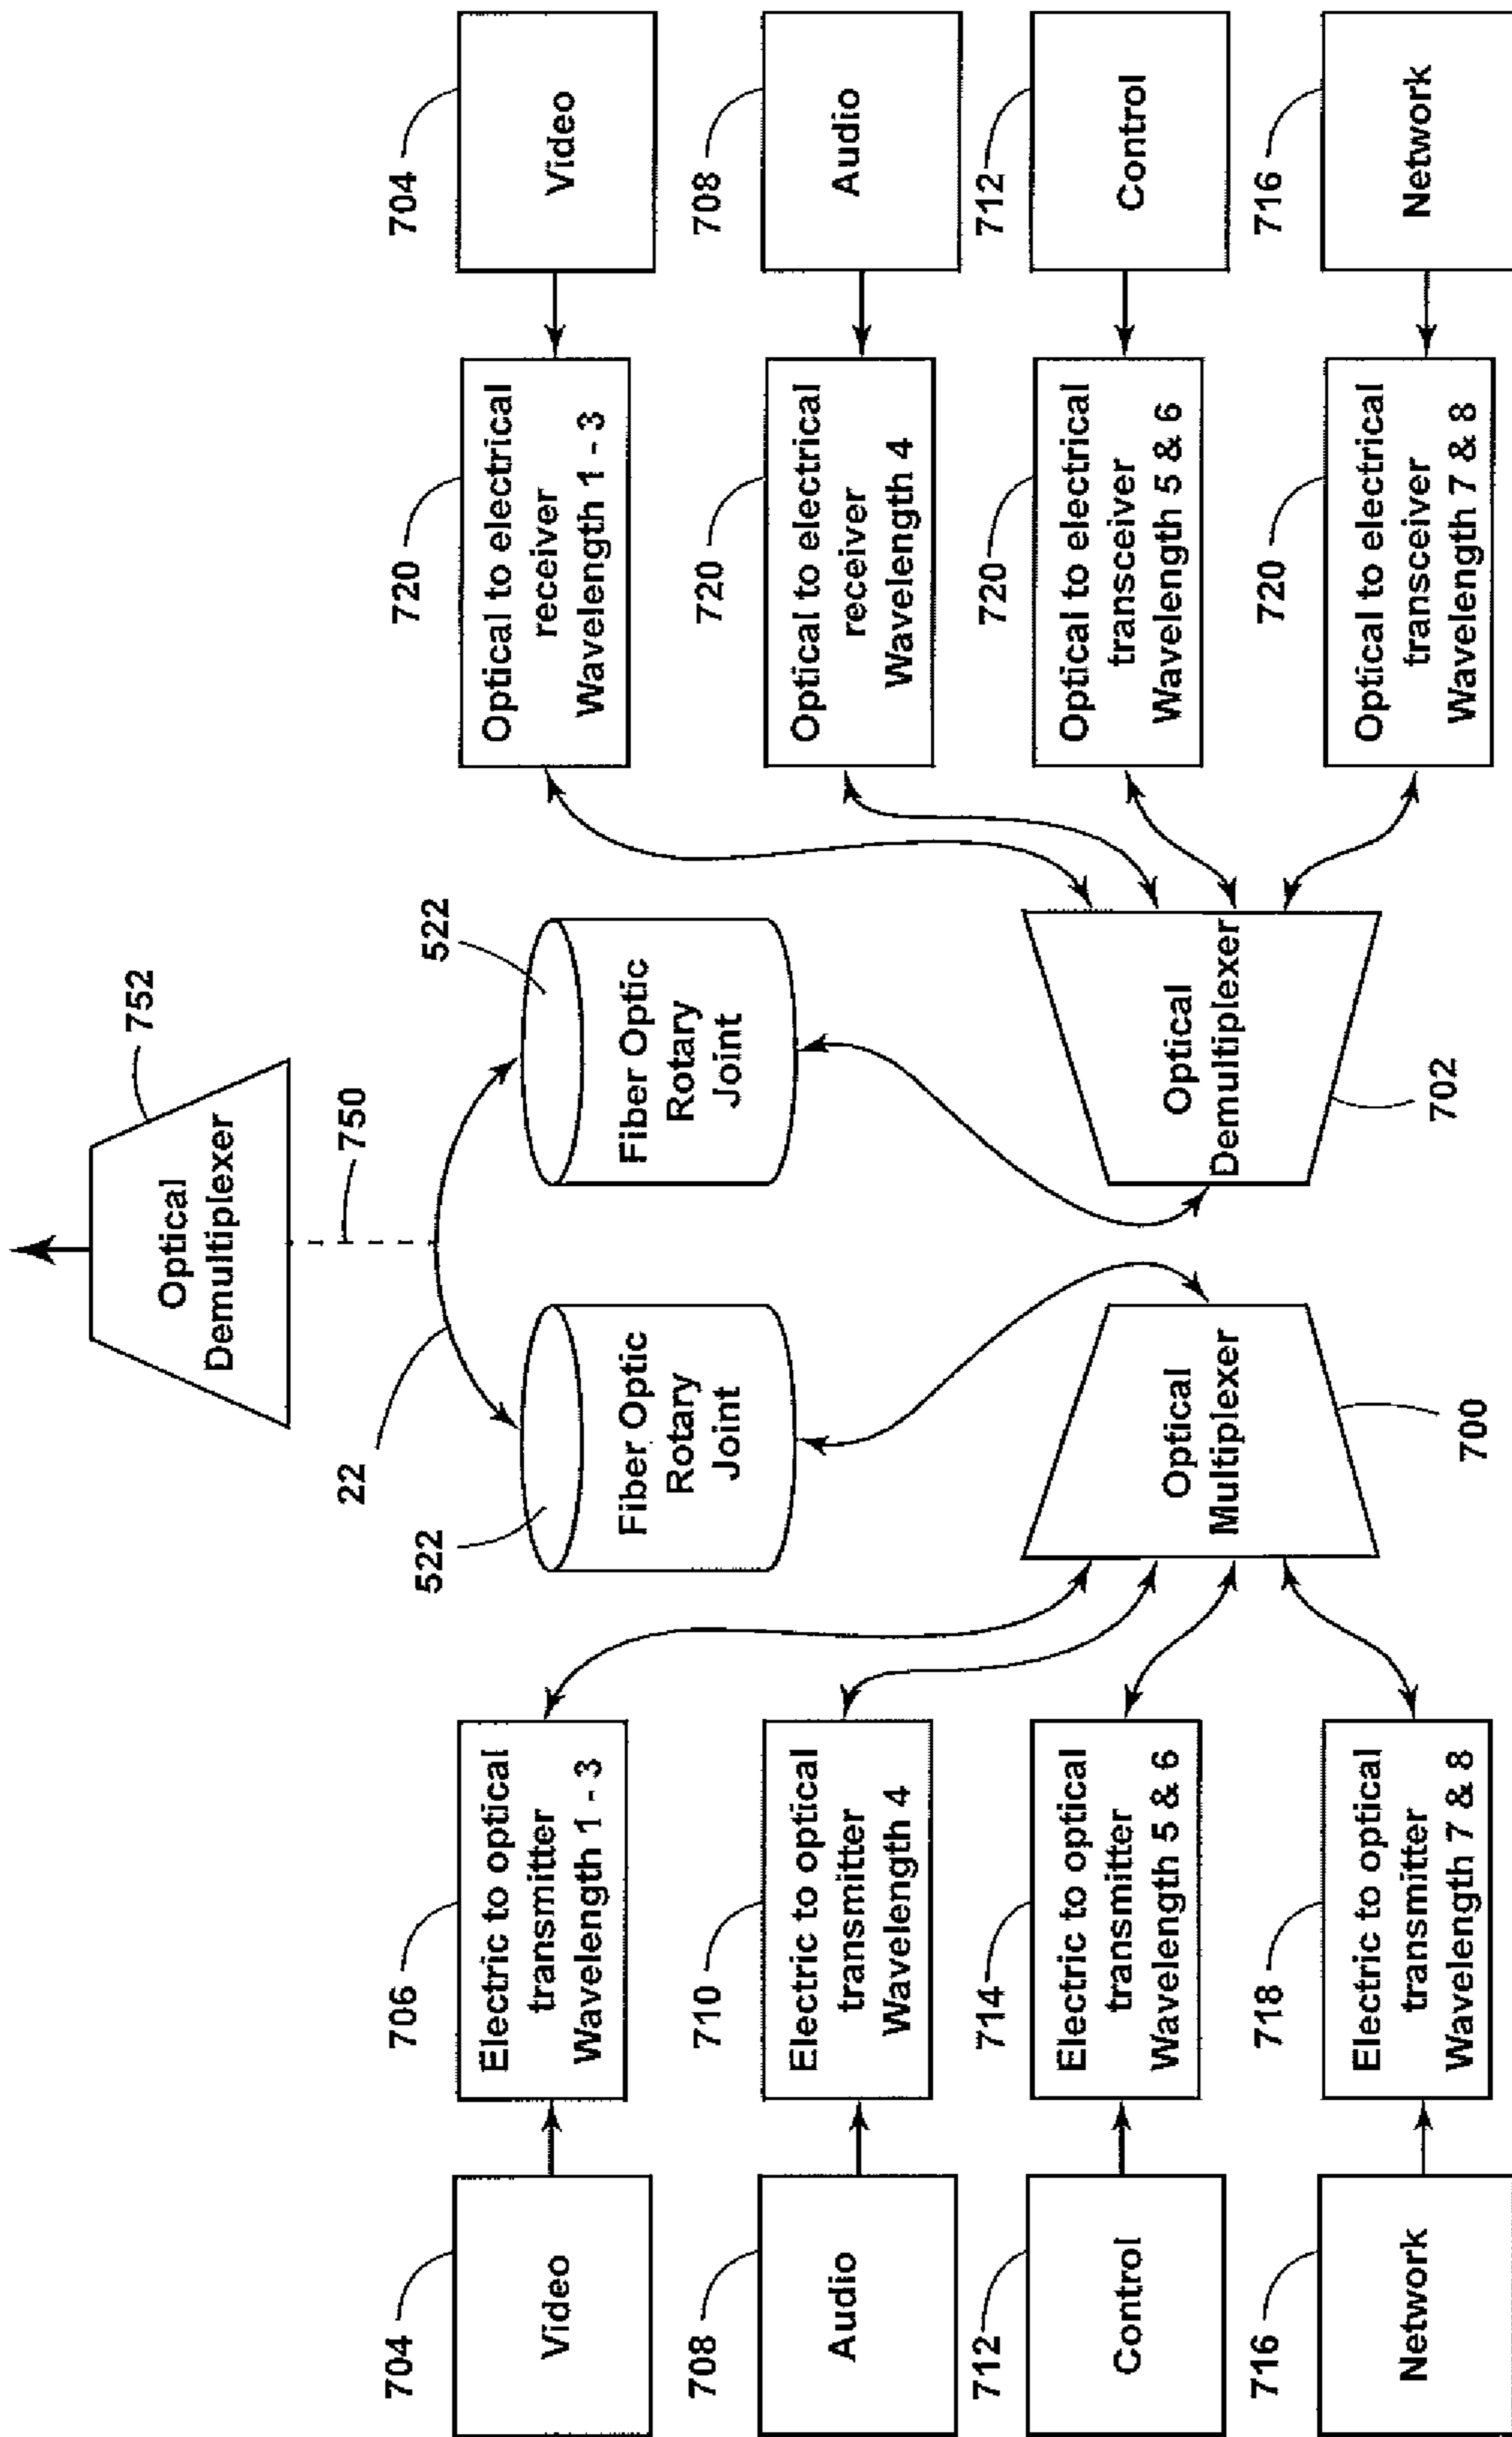 752
Optical
Demultiplexer
750
22
522
Fiber Optic
Rotary
Joint
522
Fiber Optic
Rotary
Joint
704
Video
706
Electric to optical
transmitter
Wavelength 1 - 3
720
Optical to electrical
receiver
Wavelength 1 - 3
704
Video
708
Audio
710
Electric to optical
transmitter
Wavelength 4
720
Optical to electrical
receiver
Wavelength 4
708
Audio
712
Control
714
Electric to optical
transmitter
Wavelength 5 & 6
Optical
Multiplexer
700
Optical
Demultiplexer
702
720
Optical to electrical
transceiver
Wavelength 5 & 6
712
Control
716
Network
718
Electric to optical
transmitter
Wavelength 7 & 8
720
Optical to electrical
transceiver
Wavelength 7 & 8
716
Network